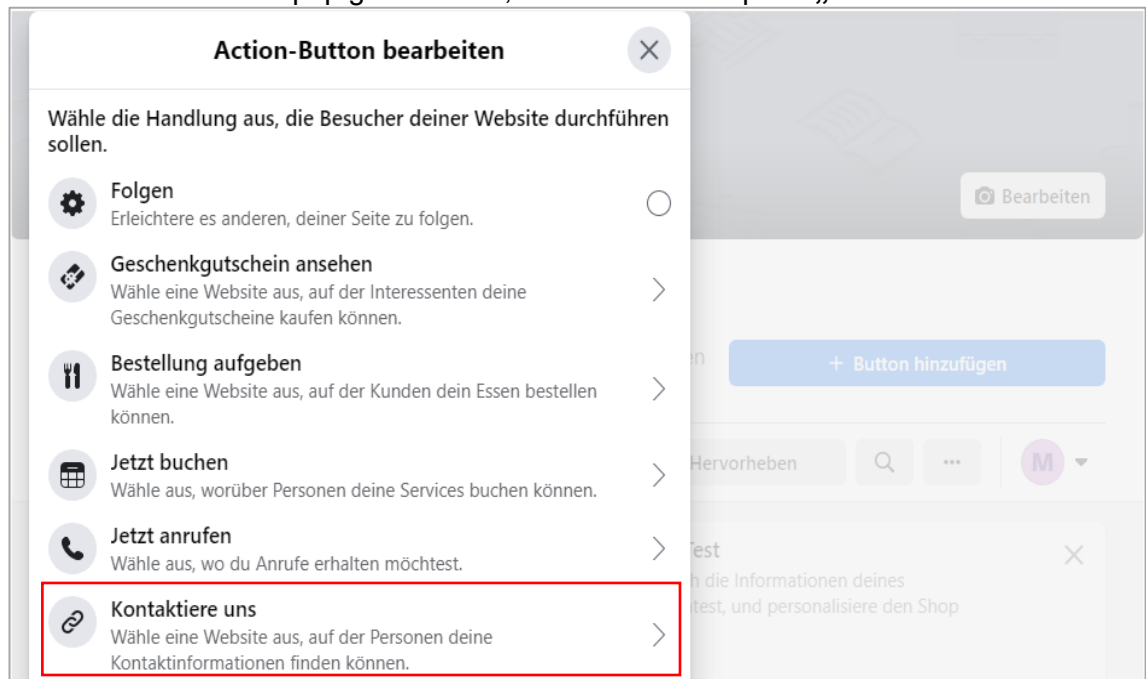 Action-Button bearbeiten
Wähle die Handlung aus, die Besucher deiner Website durchführen
sollen.
Folgen
Erleichtere es anderen, deiner Seite zu folgen.
Bearbeiten
Geschenkgutschein ansehen
Wähle eine Website aus, auf der Interessenten deine
Geschenkgutscheine kaufen können.
Bestellung aufgeben
Wähle eine Website aus, auf der Kunden dein Essen bestellen
können.
en
+ Button hinzufügen
Jetzt buchen
Wähle aus, worüber Personen deine Services buchen können.
Hervorheben
M
Jetzt anrufen
Wähle aus, wo du Anrufe erhalten möchtest.
Kontaktiere uns
Wähle eine Website aus, auf der Personen deine
Kontaktinformationen finden können.
est
h die Informationen deines
test, und personalisiere den Shop